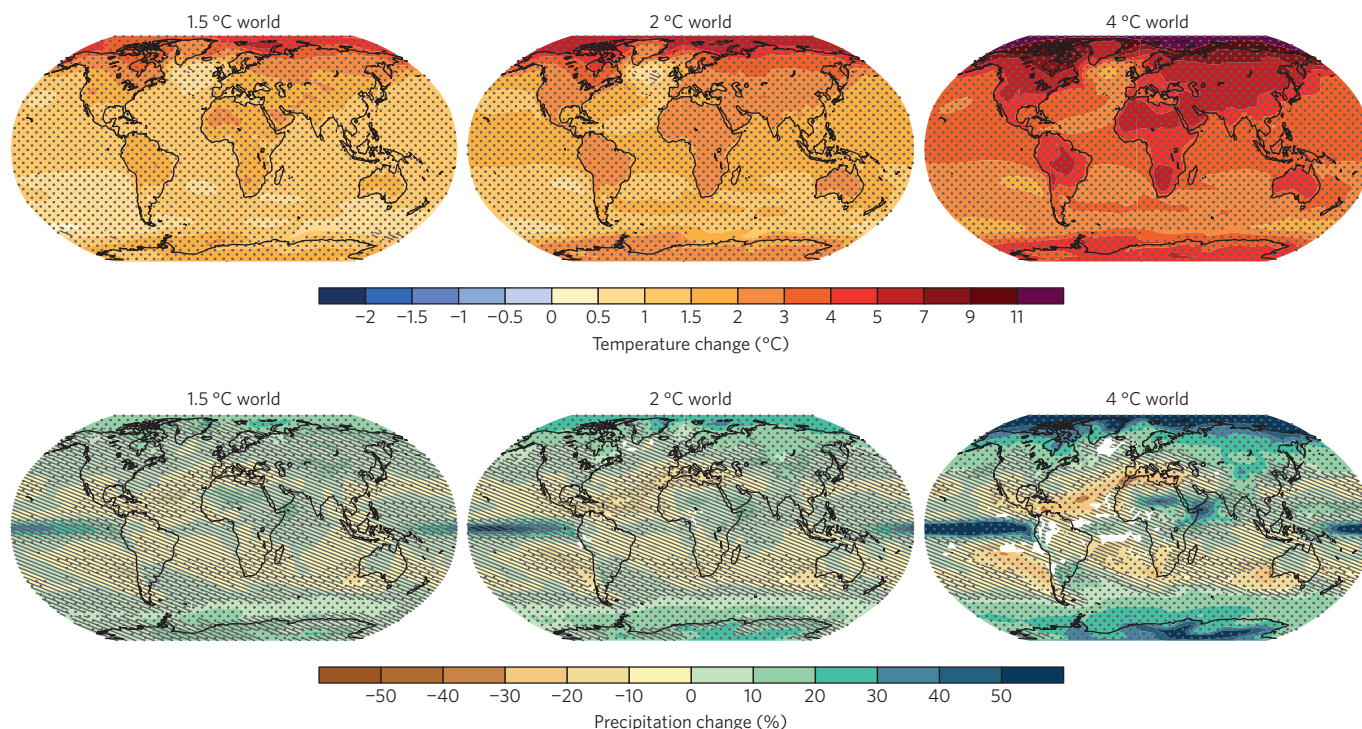 1.5 °C world
2 °C world
4 °C world
−2 −1.5 −1 −0.5 0 0.5 1 1.5 2 3 4 5 7 9 11
Temperature change (°C)
1.5 °C world
2 °C world
4 °C world
−50 −40 −30 −20 −10 0 10 20 30 40 50
Precipitation change (%)